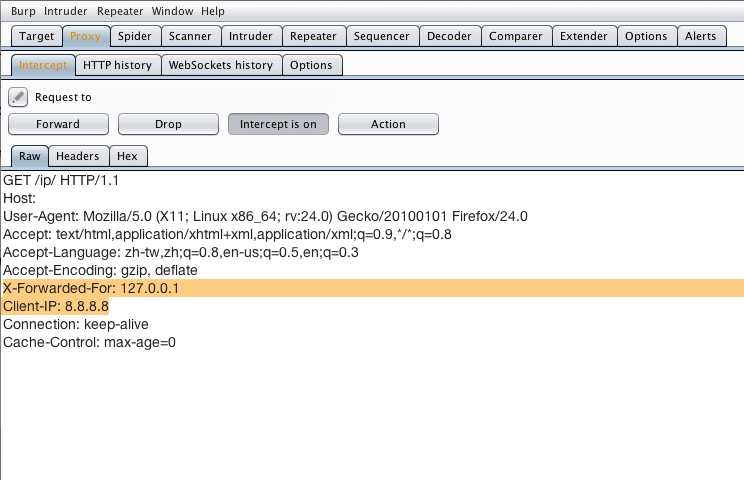 Burp Intruder Repeater Window Help
Target Proxy Spider Scanner Intruder Repeater Sequencer Decoder Comparer Extender Options Alerts
Intercept HTTP history WebSockets history Options
Request to
Forward Drop Intercept is on Action
Raw Headers Hex
GET /ip/ HTTP/1.1
Host:
User-Agent: Mozilla/5.0 (X11; Linux x86_64; rv:24.0) Gecko/20100101 Firefox/24.0
Accept: text/html,application/xhtml+xml,application/xml;q=0.9,*/*;q=0.8
Accept-Language: zh-tw,zh;q=0.8,en-us;q=0.5,en;q=0.3
Accept-Encoding: gzip, deflate
X-Forwarded-For: 127.0.0.1
Client-IP: 8.8.8.8
Connection: keep-alive
Cache-Control: max-age=0